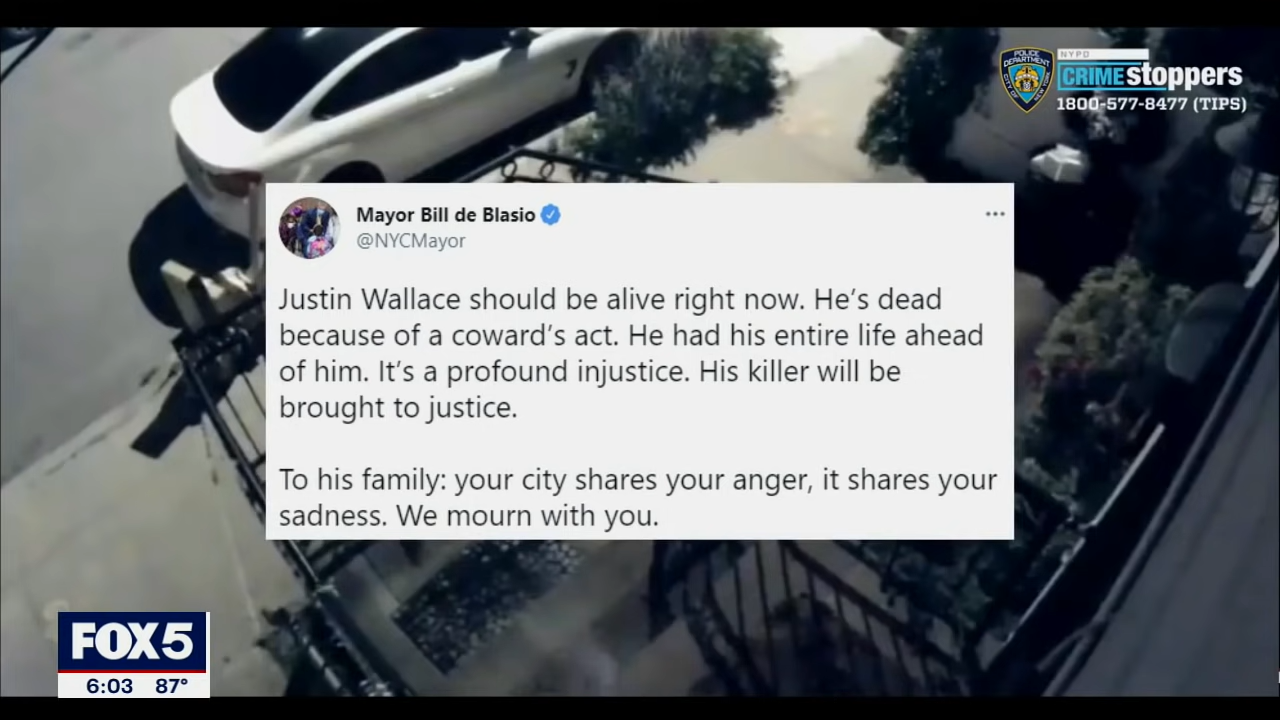 NYPD
CRIMEstoppers
1800-577-8477 (TIPS)
POLICE
DEPARTMENT
CITY OF
NEW YORK
Mayor Bill de Blasio
@NYCMayor
Justin Wallace should be alive right now. He’s dead
because of a coward’s act. He had his entire life ahead
of him. It’s a profound injustice. His killer will be
brought to justice.
To his family: your city shares your anger, it shares your
sadness. We mourn with you.
FOX5
6:03 87°